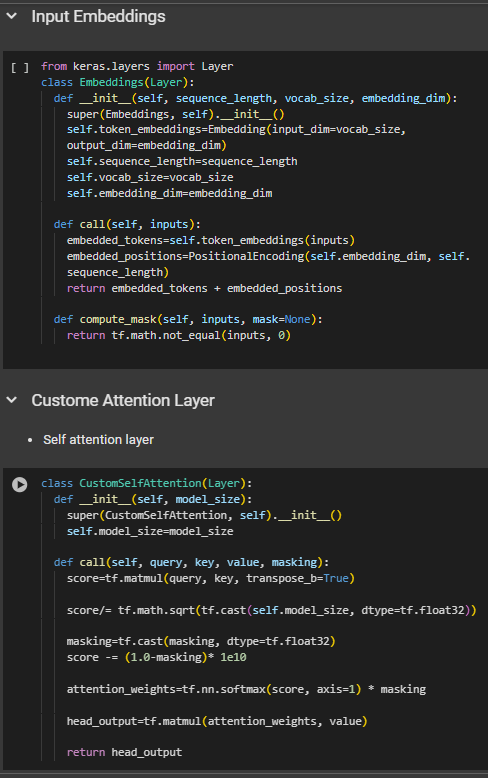 Input Embeddings
[ ] from keras.layers import Layer
class Embeddings(Layer):
def __init__(self, sequence_length, vocab_size, embedding_dim):
super(Embeddings, self).__init__()
self.token_embeddings=Embedding(input_dim=vocab_size,
output_dim=embedding_dim)
self.sequence_length=sequence_length
self.vocab_size=vocab_size
self.embedding_dim=embedding_dim
def call(self, inputs):
embedded_tokens=self.token_embeddings(inputs)
embedded_positions=PositionalEncoding(self.embedding_dim, self.
sequence_length)
return embedded_tokens + embedded_positions
def compute_mask(self, inputs, mask=None):
return tf.math.not_equal(inputs, 0)
Custome Attention Layer
• Self attention layer
class CustomSelfAttention(Layer):
def __init__(self, model_size):
super(CustomSelfAttention, self).__init__()
self.model_size=model_size
def call(self, query, key, value, masking):
score=tf.matmul(query, key, transpose_b=True)
score/= tf.math.sqrt(tf.cast(self.model_size, dtype=tf.float32))
masking=tf.cast(masking, dtype=tf.float32)
score -= (1.0-masking)* 1e10
attention_weights=tf.nn.softmax(score, axis=1) * masking
head_output=tf.matmul(attention_weights, value)
return head_output